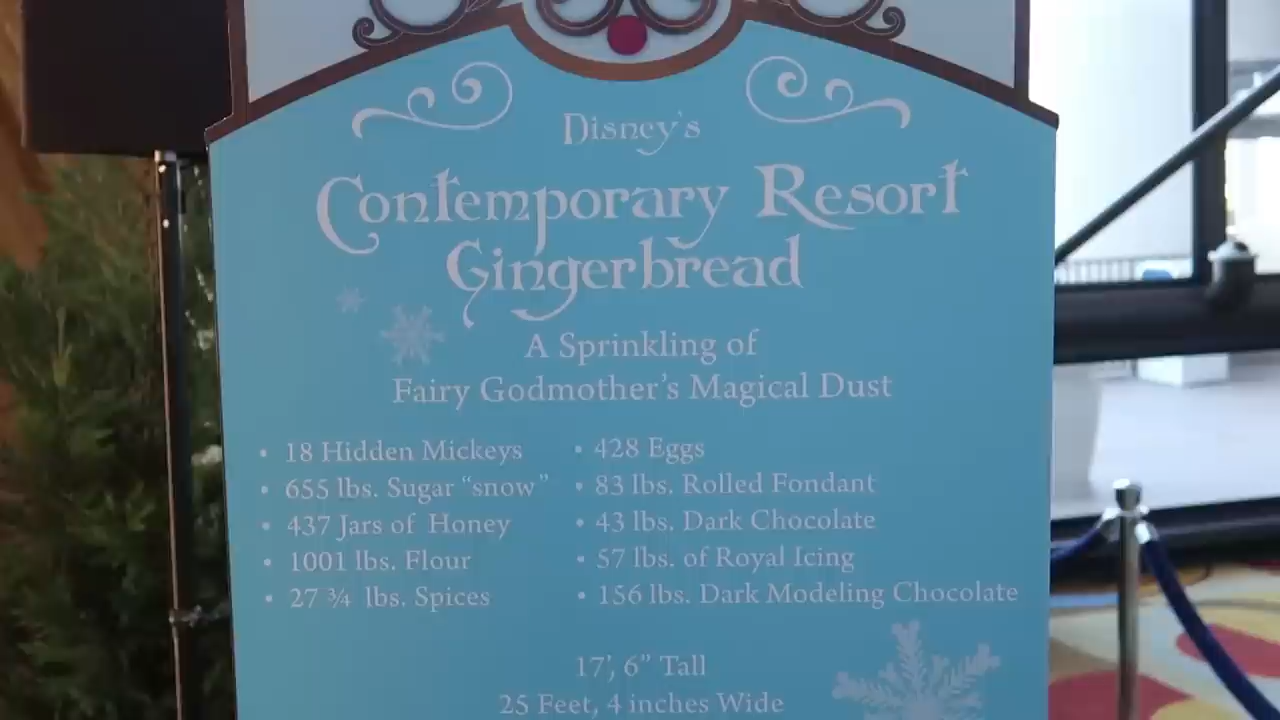 Disney's
Contemporary Resort
Gingerbread
A Sprinkling of
Fairy Godmother's Magical Dust
• 18 Hidden Mickeys
• 655 lbs. Sugar “snow”
• 437 Jars of Honey
• 1001 lbs. Flour
• 27 ¾ lbs. Spices
• 428 Eggs
• 83 lbs. Rolled Fondant
• 43 lbs. Dark Chocolate
• 57 lbs. of Royal Icing
• 156 lbs. Dark Modeling Chocolate
17', 6” Tall
25 Feet, 4 inches Wide